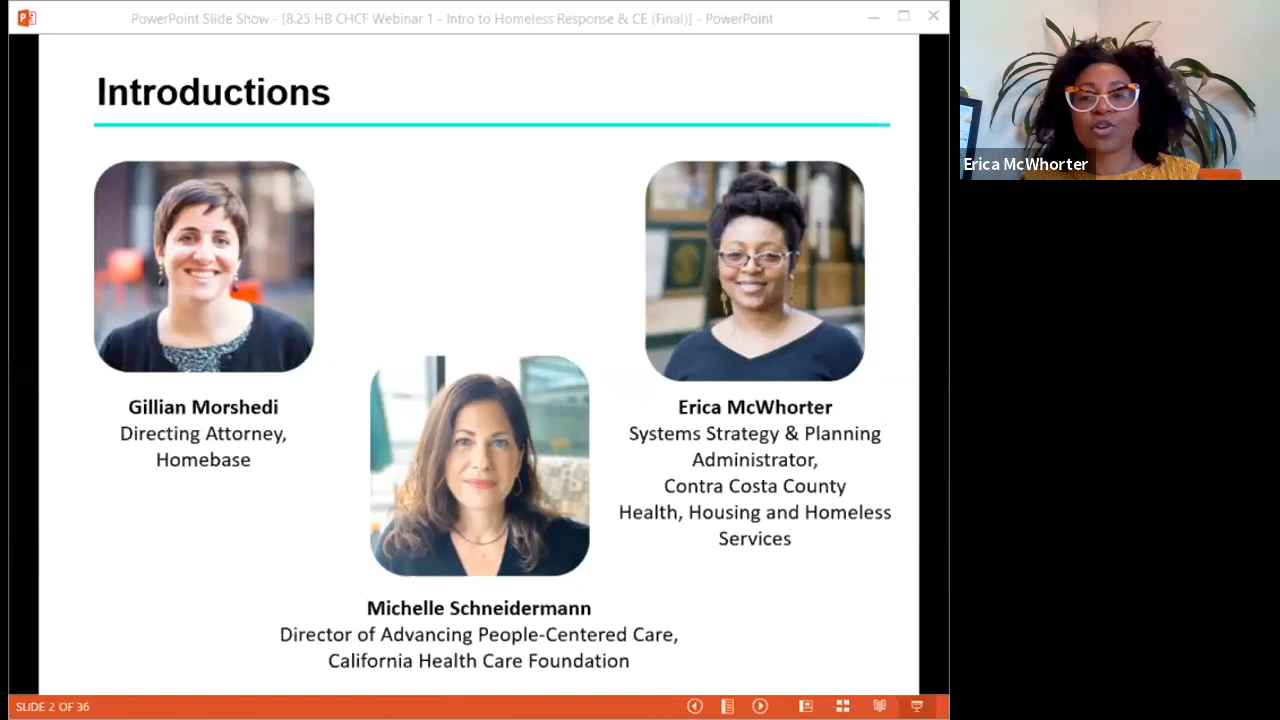 PowerPoint Slide Show - [8.25 HB CHCF Webinar 1 - Intro to Homeless Response & CE (Final)] - PowerPoint
Introductions
Erica McWhorter
Gillian Morshedi
Directing Attorney,
Homebase
Erica McWhorter
Systems Strategy & Planning
Administrator,
Contra Costa County
Health, Housing and Homeless
Services
Michelle Schneidermann
Director of Advancing People-Centered Care,
California Health Care Foundation
SLIDE 2 OF 36